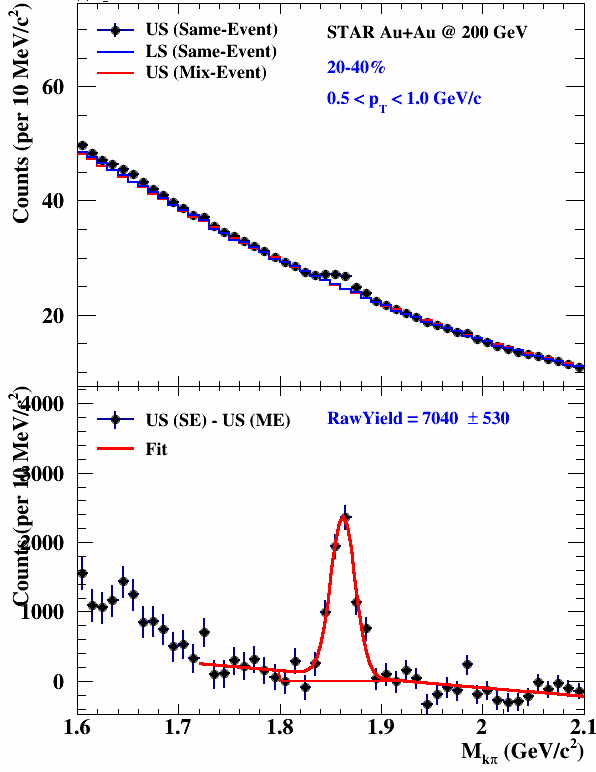 US (Same-Event)
LS (Same-Event)
US (Mix-Event)
STAR Au+Au @ 200 GeV
20-40%
0.5 < p_T < 1.0 GeV/c
Counts (per 10 MeV/c²)
60
40
20
US (SE) - US (ME)
Fit
RawYield = 7040 ± 530
Counts (per 10 MeV/c²)
4000
3000
2000
1000
0
1.6 1.7 1.8 1.9 2 2.1
M_kπ (GeV/c²)